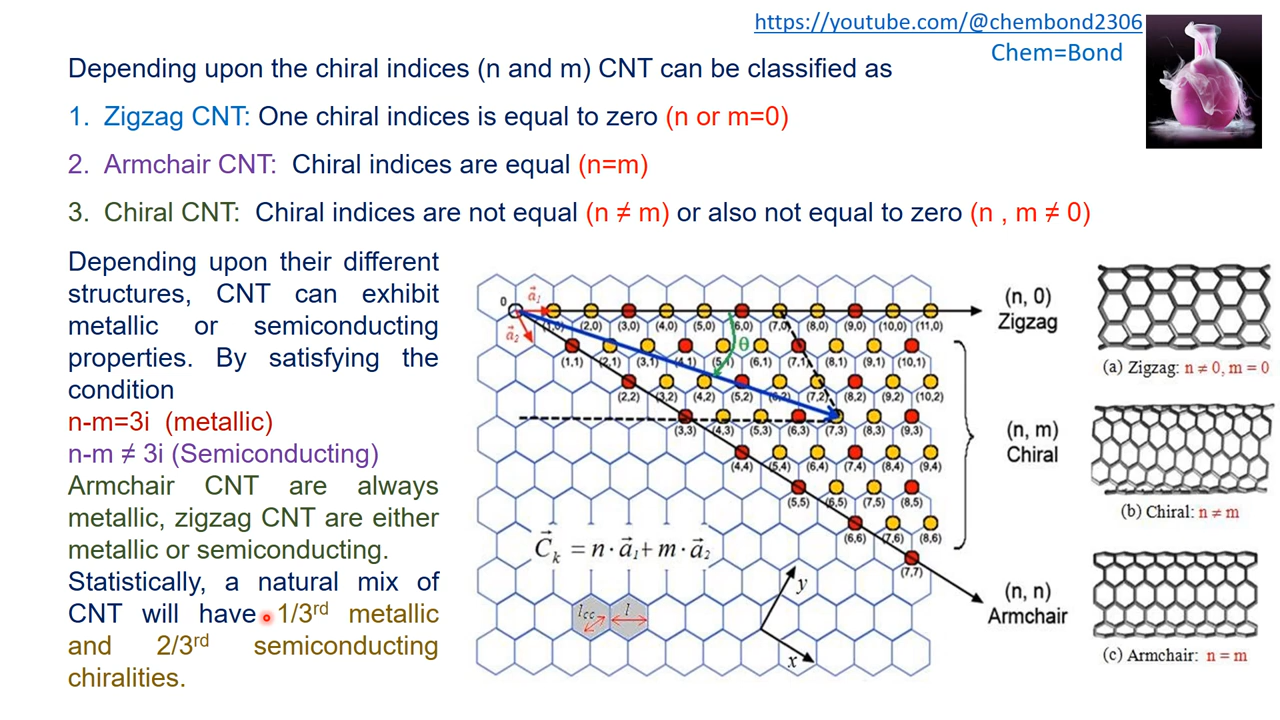 https://youtube.com/@chembond2306
Chem=Bond
Depending upon the chiral indices (n and m) CNT can be classified as
1. Zigzag CNT: One chiral indices is equal to zero (n or m=0)
2. Armchair CNT: Chiral indices are equal (n=m)
3. Chiral CNT: Chiral indices are not equal (n ≠ m) or also not equal to zero (n , m ≠ 0)
Depending upon their different
structures, CNT can exhibit
metallic or semiconducting
properties. By satisfying the
condition
n-m=3i (metallic)
n-m ≠ 3i (Semiconducting)
Armchair CNT are always
metallic, zigzag CNT are either
metallic or semiconducting.
Statistically, a natural mix of
CNT will have 1/3rd metallic
and 2/3rd semiconducting
chiralities.
0 a⃗1
a⃗2
(1,0) (2,0) (3,0) (4,0) (5,0) (6,0) (7,0) (8,0) (9,0) (10,0) (11,0)
θ
(1,1) (2,1) (3,1) (4,1) (5,1) (6,1) (7,1) (8,1) (9,1) (10,1)
(2,2) (3,2) (4,2) (5,2) (6,2) (7,2) (8,2) (9,2) (10,2)
(3,3) (4,3) (5,3) (6,3) (7,3) (8,3) (9,3)
(4,4) (5,4) (6,4) (7,4) (8,4) (9,4)
(5,5) (6,5) (7,5) (8,5)
(6,6) (7,6) (8,6)
(7,7)
C⃗k = n · a⃗1 + m · a⃗2
lcc l
y
x
(n, 0)
Zigzag
(n, m)
Chiral
(n, n)
Armchair
(a) Zigzag: n ≠ 0, m = 0
(b) Chiral: n ≠ m
(c) Armchair: n = m